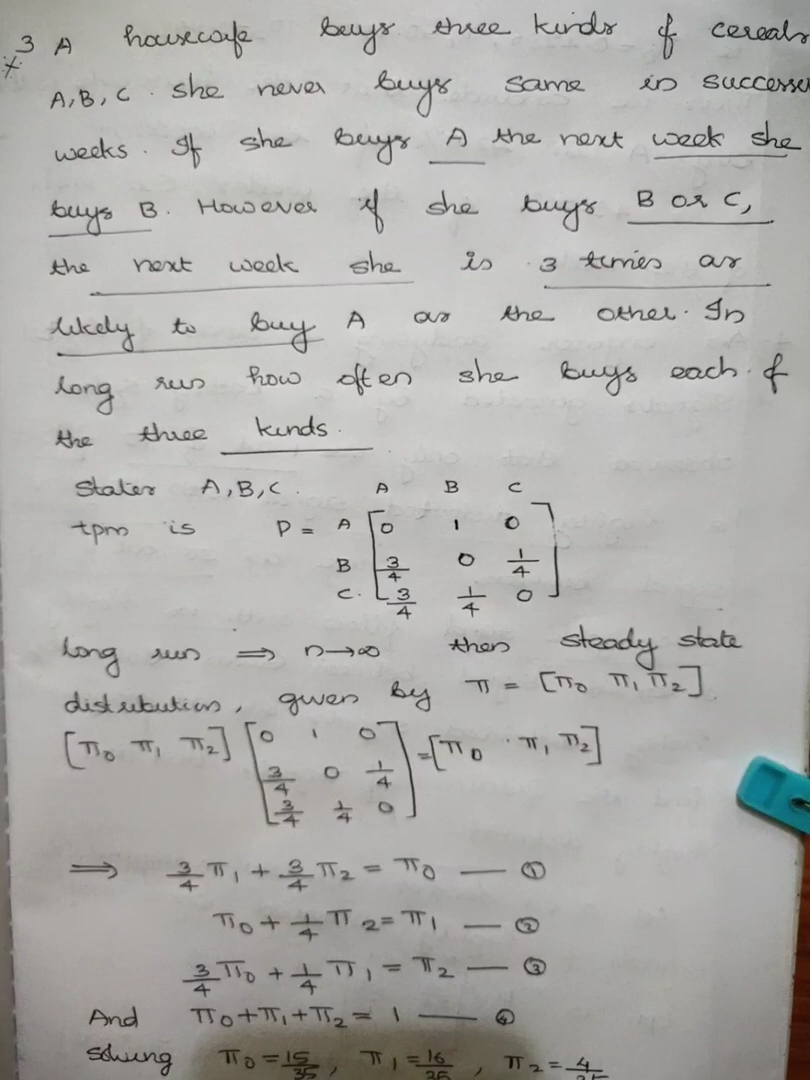 3 A housewife buys three kinds of cereals
A, B, C. she never buys same in success
weeks. If she buys A the next week she
buys B. However if she buys B or C,
the next week she is 3 times as
likely to buy A as the other. In
long run how often she buys each of
the three kinds.
States A, B, C. A B C
tpm is P = A [0 1 0
B 3/4 0 1/4
C. 3/4 1/4 0]
long run ⟹ n→∞ then steady state
distribution, given by π = [π₀ π₁ π₂]
[π₀ π₁ π₂] [0 1 0
3/4 0 1/4 = [π₀ π₁ π₂]
3/4 1/4 0]
⟹ 3/4 π₁ + 3/4 π₂ = π₀ — ①
π₀ + 1/4 π₂ = π₁ — ②
3/4 π₀ + 1/4 π₁ = π₂ — ③
And π₀ + π₁ + π₂ = 1 — ④
Solving π₀ = 15/35, π₁ = 16/35, π₂ = 4/35